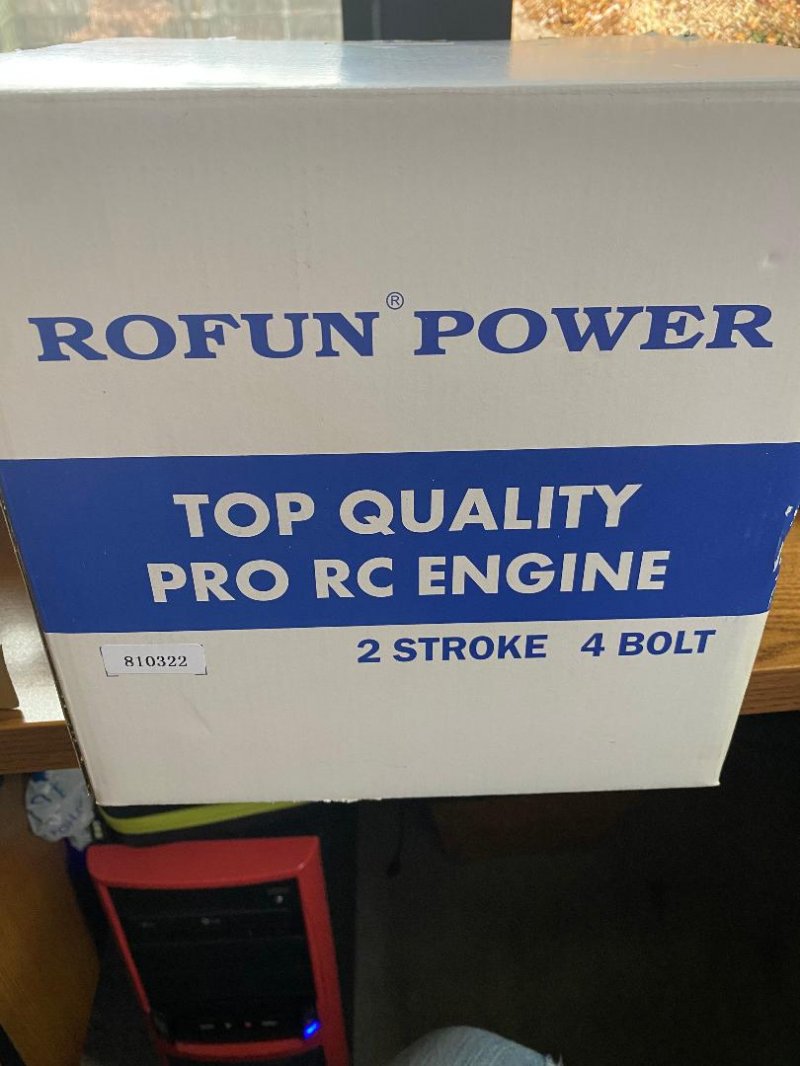 ROFUN® POWER
TOP QUALITY
PRO RC ENGINE
2 STROKE 4 BOLT
810322